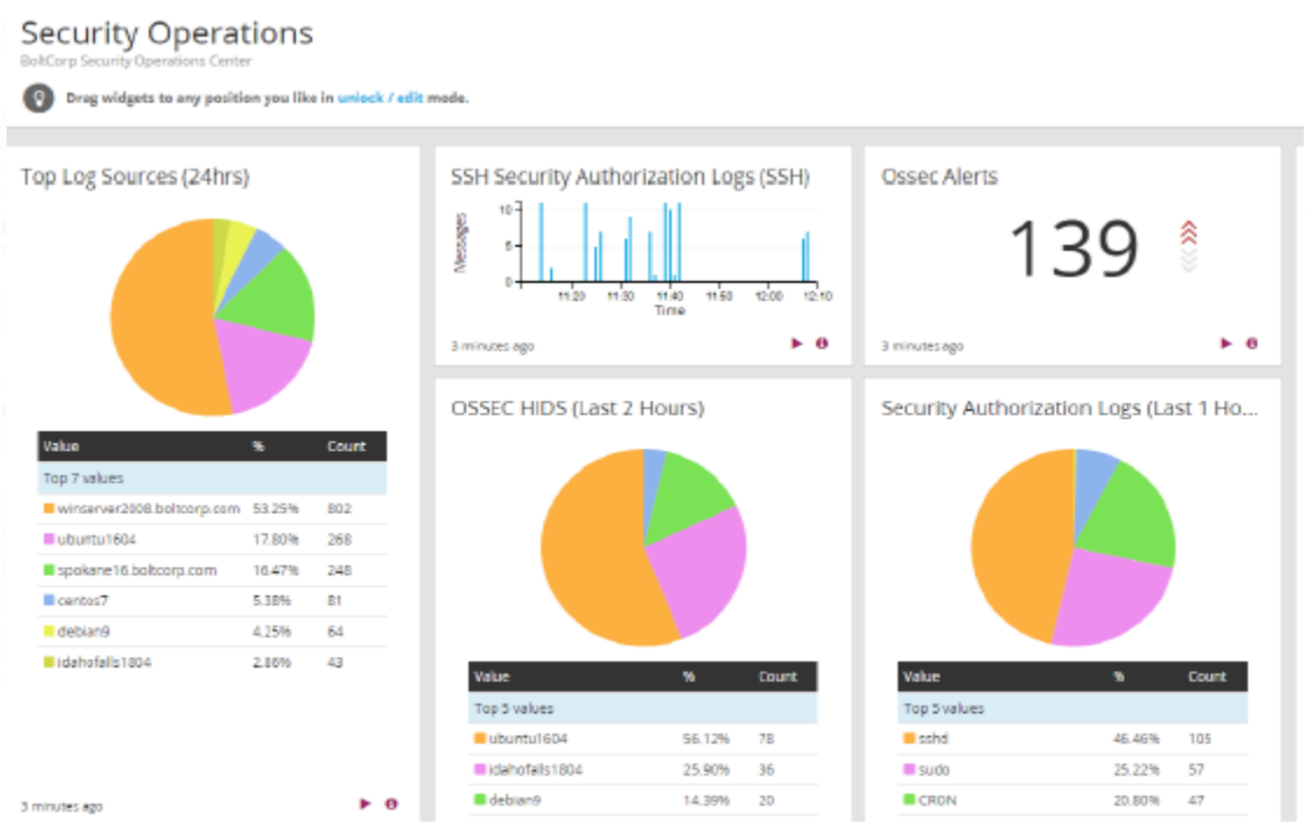 Security Operations
BoltCorp Security Operations Center
Drag widgets to any position you like in unlock / edit mode.
Top Log Sources (24hrs)
Value % Count
Top 7 values
winserver2008.boltcorp.com 53.25% 802
ubuntu1604 17.80% 268
spokane16.boltcorp.com 16.47% 248
centos7 5.38% 81
debian9 4.25% 64
idahofalls1804 2.86% 43
3 minutes ago
SSH Security Authorization Logs (SSH)
Messages
10
5
0
11:20 11:30 11:40 11:50 12:00 12:10
Time
3 minutes ago
Ossec Alerts
139
3 minutes ago
OSSEC HIDS (Last 2 Hours)
Value % Count
Top 5 values
ubuntu1604 56.12% 78
idahofalls1804 25.90% 36
debian9 14.39% 20
Security Authorization Logs (Last 1 Ho...
Value % Count
Top 5 values
sshd 46.46% 105
sudo 25.22% 57
CRON 20.80% 47